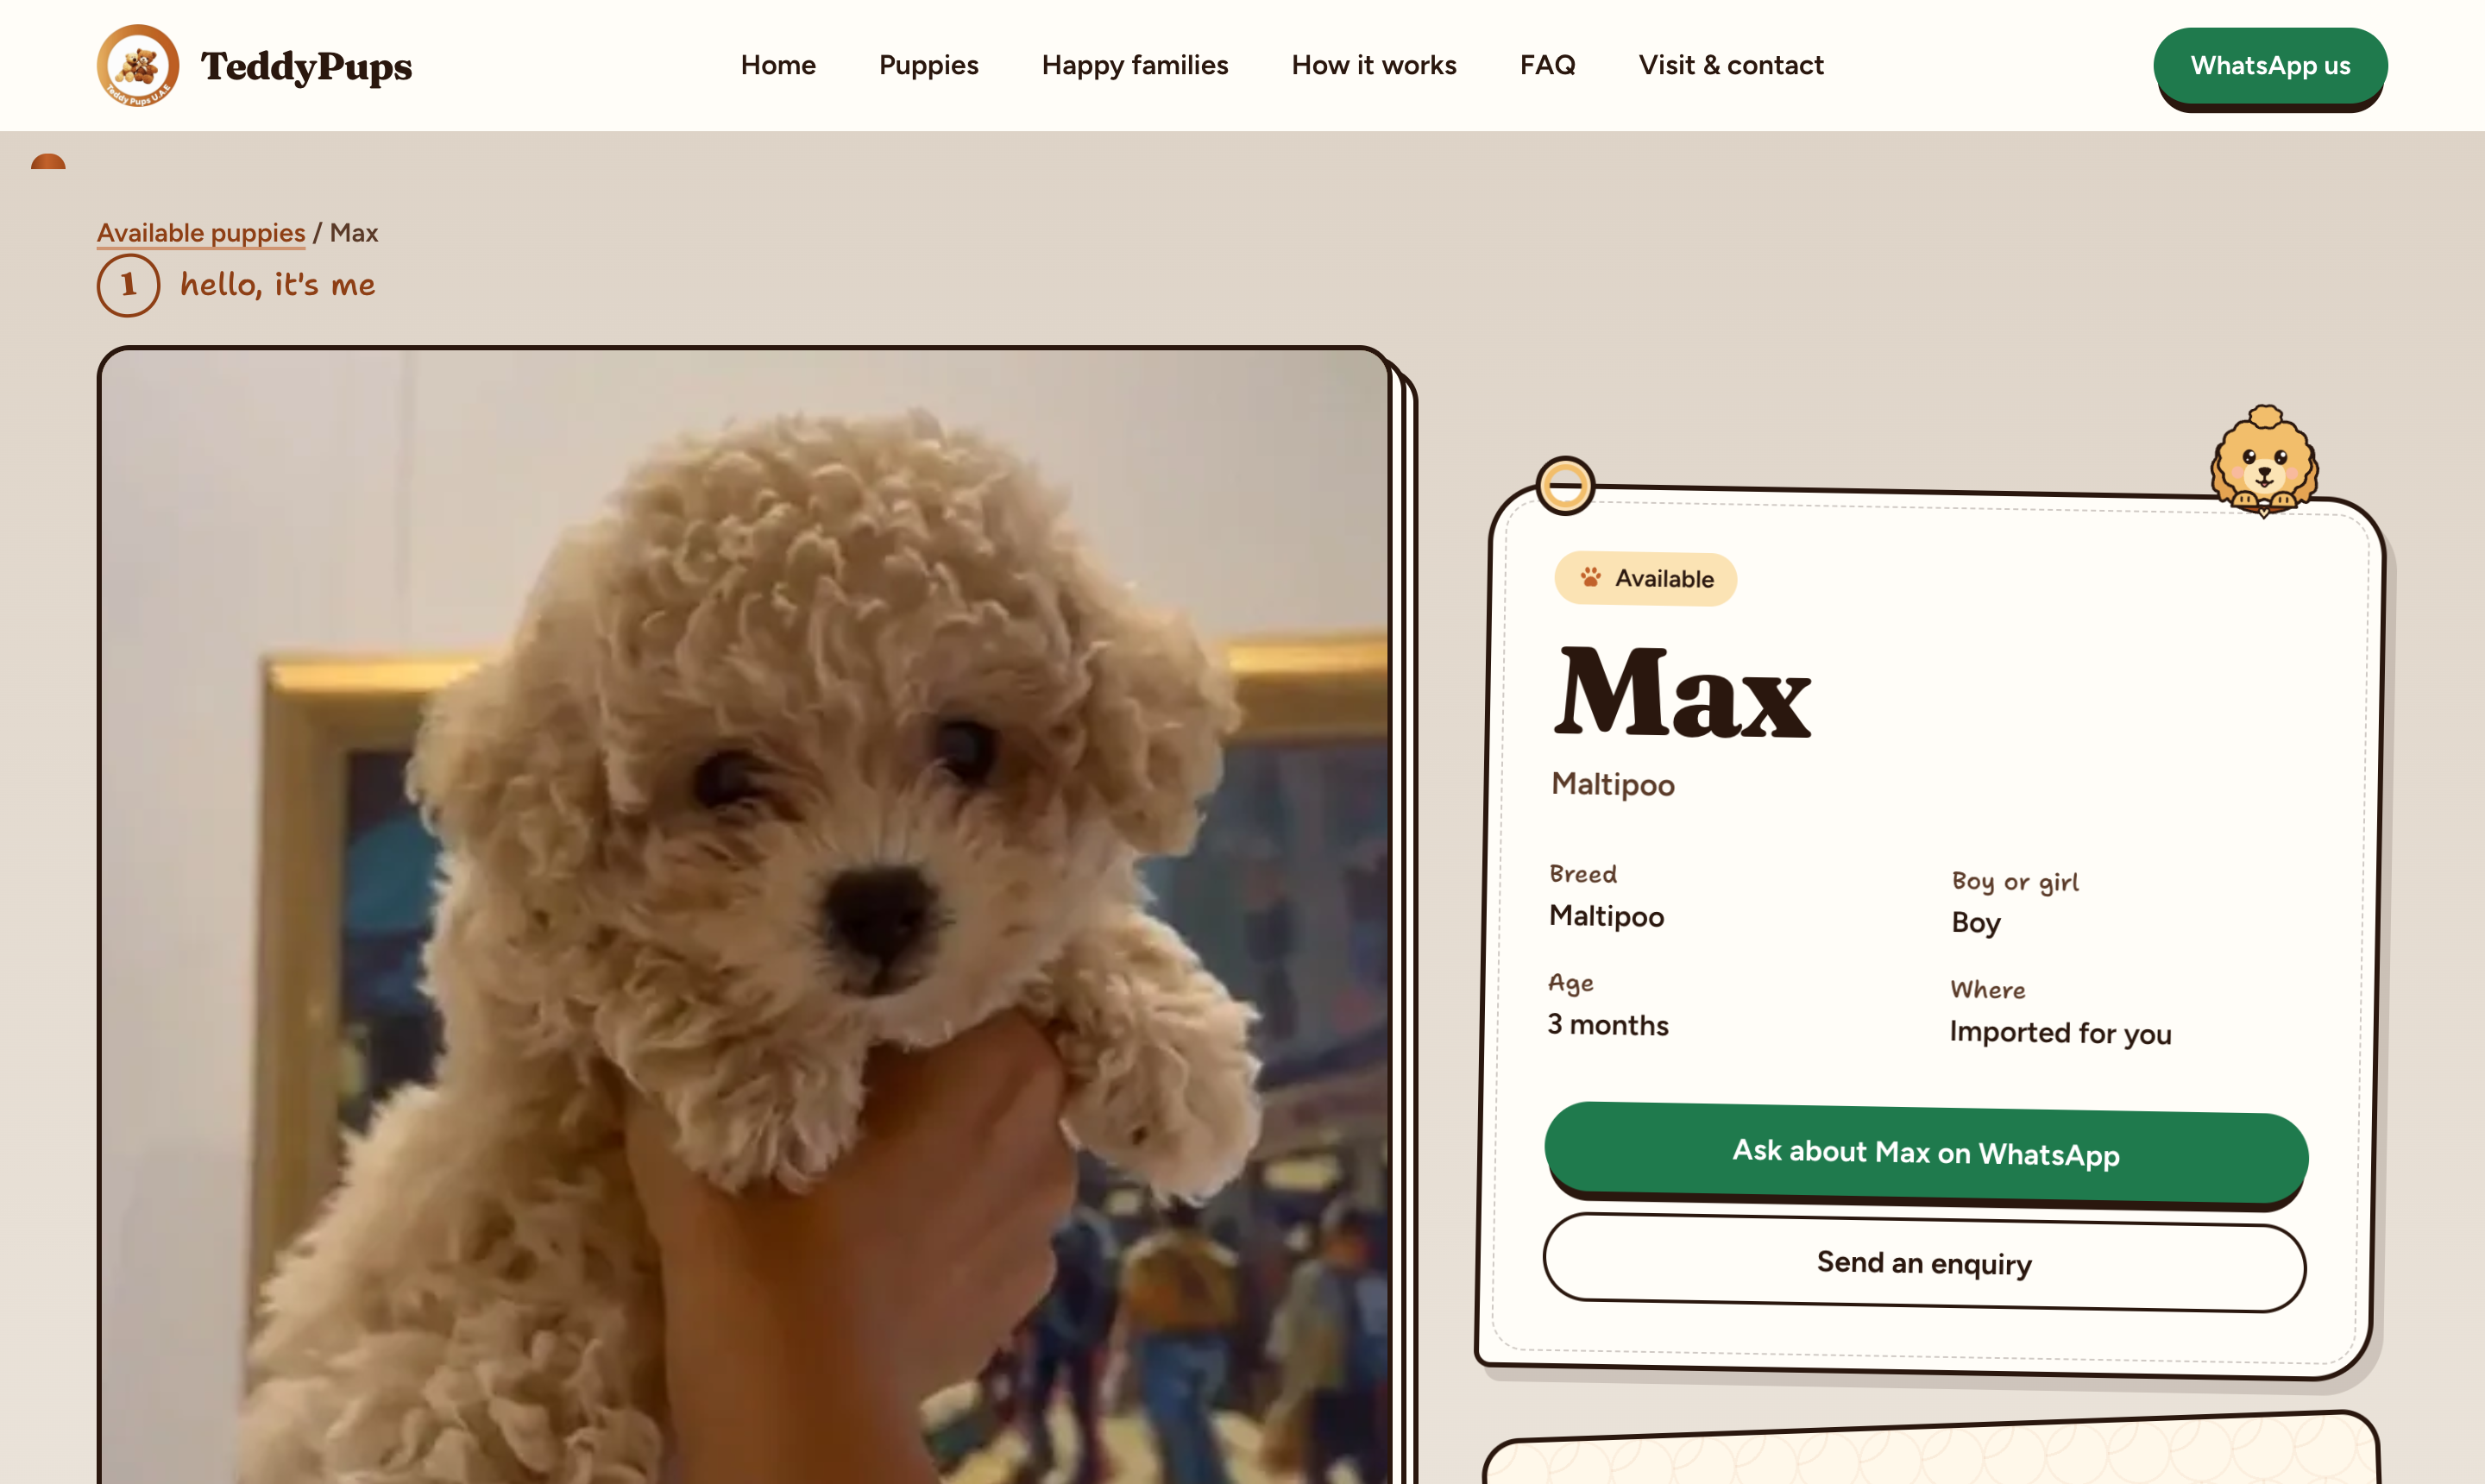 Teddy Pups U.A.E
TeddyPups
Home
Puppies
Happy families
How it works
FAQ
Visit & contact
WhatsApp us
Available puppies / Max
1 hello, it's me
Available
Max
Maltipoo
Breed
Maltipoo
Boy or girl
Boy
Age
3 months
Where
Imported for you
Ask about Max on WhatsApp
Send an enquiry